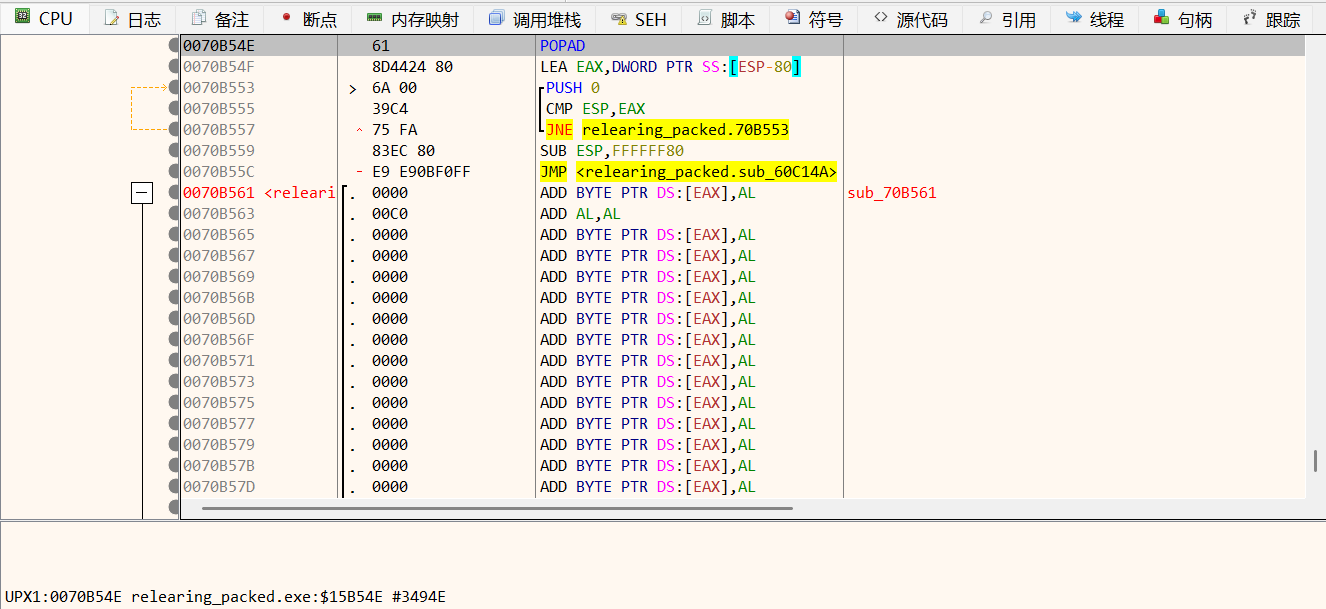 CPU 日志 备注 断点 内存映射 调用堆栈 SEH 脚本 符号 源代码 引用 线程 句柄 跟踪
0070B54E 61 POPAD
0070B54F 8D4424 80 LEA EAX,DWORD PTR SS:[ESP-80]
0070B553 > 6A 00 PUSH 0
0070B555 39C4 CMP ESP,EAX
0070B557 ^ 75 FA JNE relearing_packed.70B553
0070B559 83EC 80 SUB ESP,FFFFFF80
0070B55C - E9 E90BF0FF JMP <relearing_packed.sub_60C14A>
0070B561 <releari . 0000 ADD BYTE PTR DS:[EAX],AL sub_70B561
0070B563 . 00C0 ADD AL,AL
0070B565 . 0000 ADD BYTE PTR DS:[EAX],AL
0070B567 . 0000 ADD BYTE PTR DS:[EAX],AL
0070B569 . 0000 ADD BYTE PTR DS:[EAX],AL
0070B56B . 0000 ADD BYTE PTR DS:[EAX],AL
0070B56D . 0000 ADD BYTE PTR DS:[EAX],AL
0070B56F . 0000 ADD BYTE PTR DS:[EAX],AL
0070B571 . 0000 ADD BYTE PTR DS:[EAX],AL
0070B573 . 0000 ADD BYTE PTR DS:[EAX],AL
0070B575 . 0000 ADD BYTE PTR DS:[EAX],AL
0070B577 . 0000 ADD BYTE PTR DS:[EAX],AL
0070B579 . 0000 ADD BYTE PTR DS:[EAX],AL
0070B57B . 0000 ADD BYTE PTR DS:[EAX],AL
0070B57D . 0000 ADD BYTE PTR DS:[EAX],AL
UPX1:0070B54E relearing_packed.exe:$15B54E #3494E